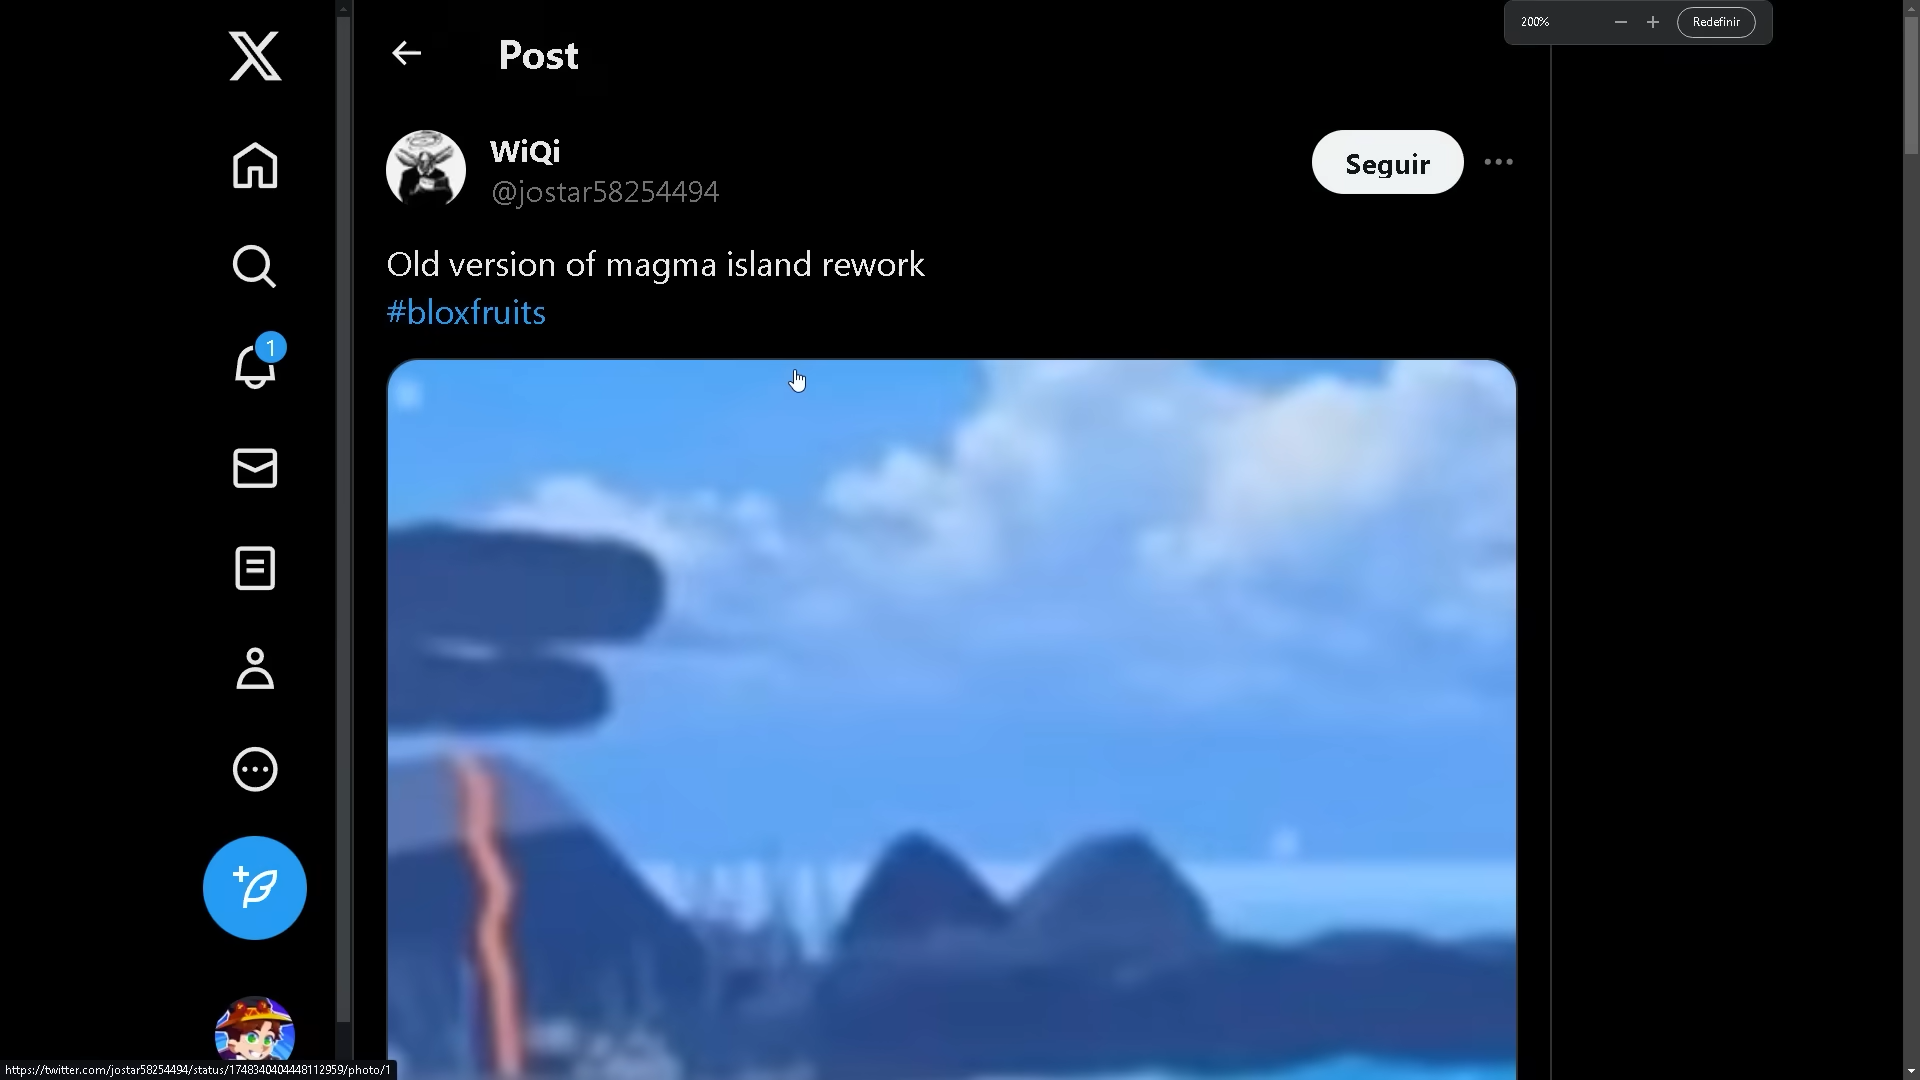 200%
Redefinir
Post
WiQi
@jostar58254494
Seguir
Old version of magma island rework
#bloxfruits
1
https://twitter.com/jostar58254494/status/1748340404448112959/photo/1